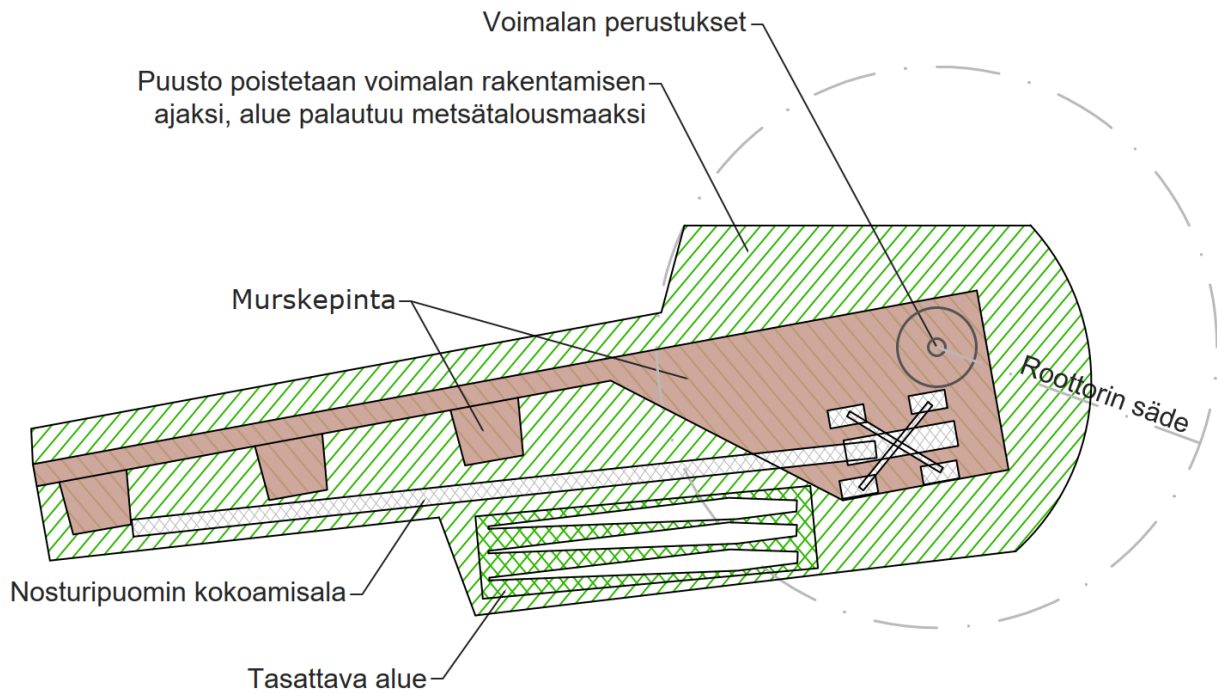 Voimalan perustukset
Puusto poistetaan voimalan rakentamisen
ajaksi, alue palautuu metsätalousmaaksi
Murskepinta
Roottorin säde
Nosturipuomin kokoamisala
Tasattava alue